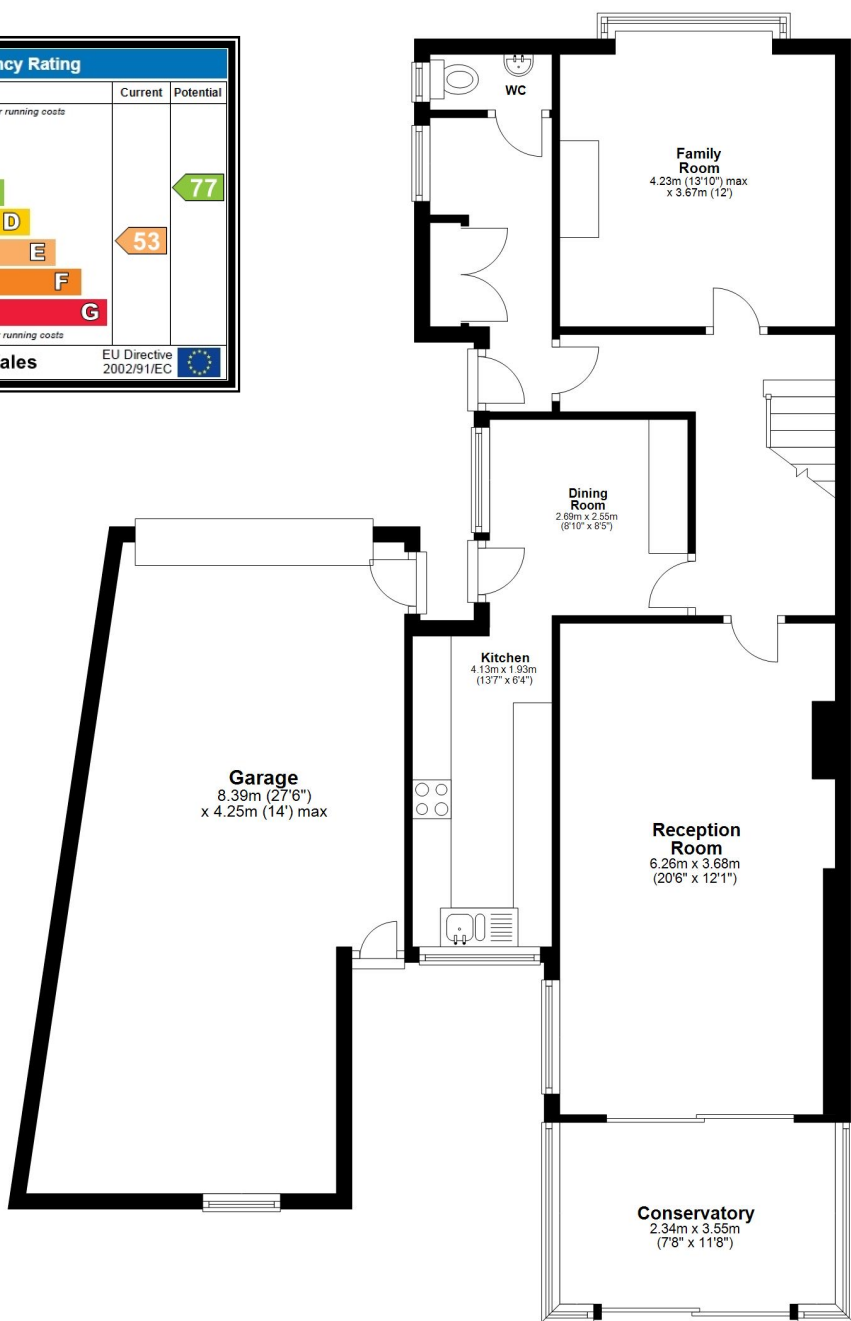 ncy Rating
Current Potential
running costs
77
D
53
E
F
G
running costs
ales
EU Directive
2002/91/EC
WC
Family
Room
4.23m (13'10") max
x 3.67m (12')
Dining
Room
2.69m x 2.55m
(8'10" x 8'5")
Kitchen
4.13m x 1.93m
(13'7" x 6'4")
Garage
8.39m (27'6")
x 4.25m (14') max
Reception
Room
6.26m x 3.68m
(20'6" x 12'1")
Conservatory
2.34m x 3.55m
(7'8" x 11'8")